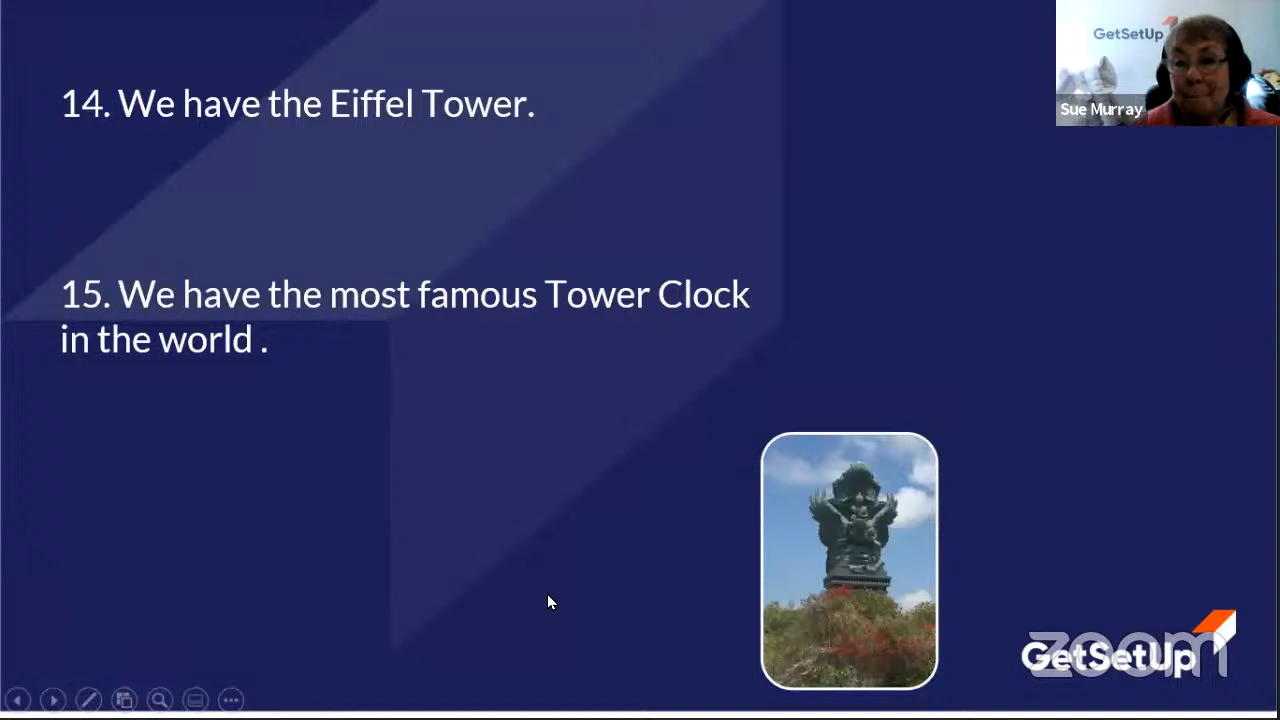 GetSetUp
Sue Murray
14. We have the Eiffel Tower.
15. We have the most famous Tower Clock
in the world .
GetSetUp
zoom